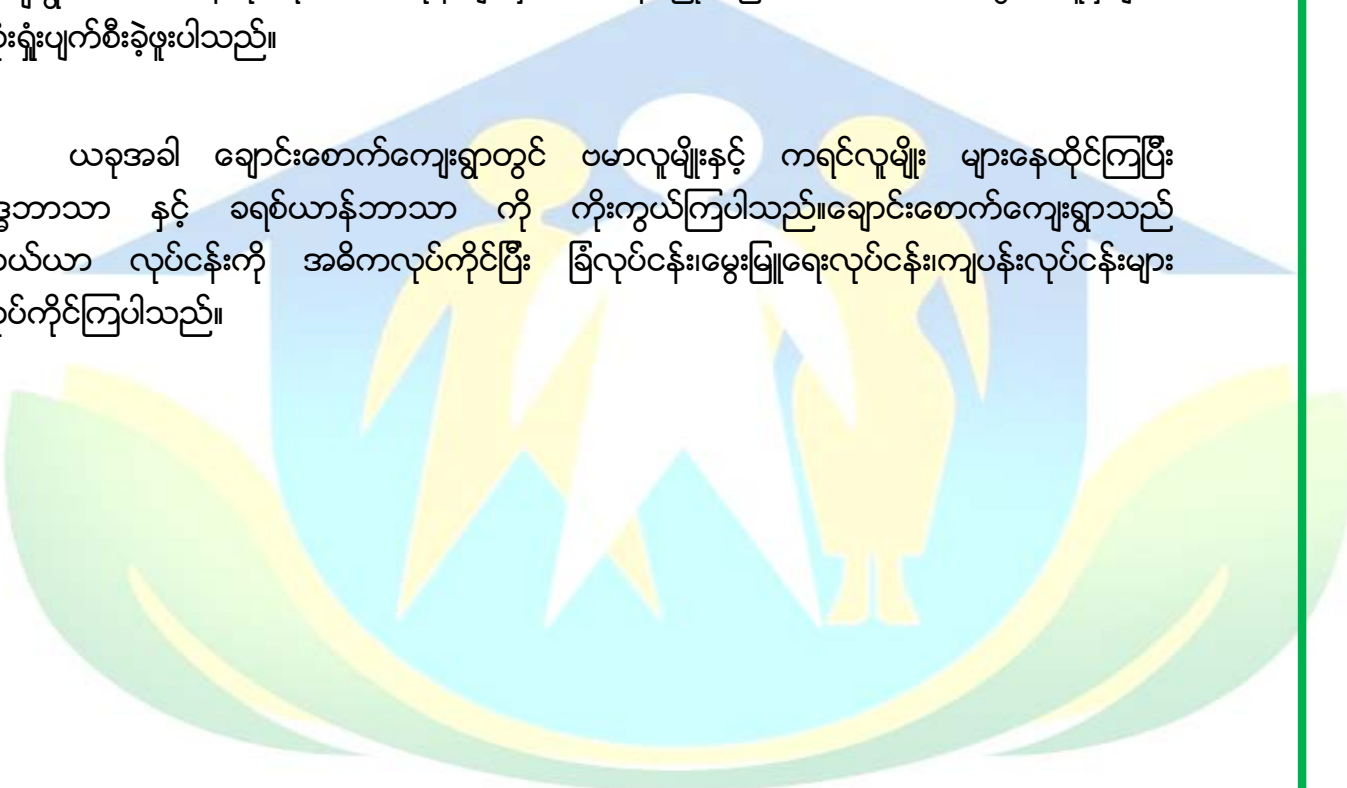 ရှုံးပျက်စီးခဲ့ဖူးပါသည်။
ယခုအခါ ချောင်းစောက်ကျေးရွာတွင် ဗမာလူမျိုးနှင့် ကရင်လူမျိုး များနေထိုင်ကြပြီး
ဘာသာ နှင့် ခရစ်ယာန်ဘာသာ ကို ကိုးကွယ်ကြပါသည်။ချောင်းစောက်ကျေးရွာသည်
လုပ်ငန်းကို အဓိကလုပ်ကိုင်ပြီး ခြံလုပ်ငန်း၊မွေးမြူရေးလုပ်ငန်း၊ကျပန်းလုပ်ငန်းများ
လုပ်ကိုင်ကြပါသည်။